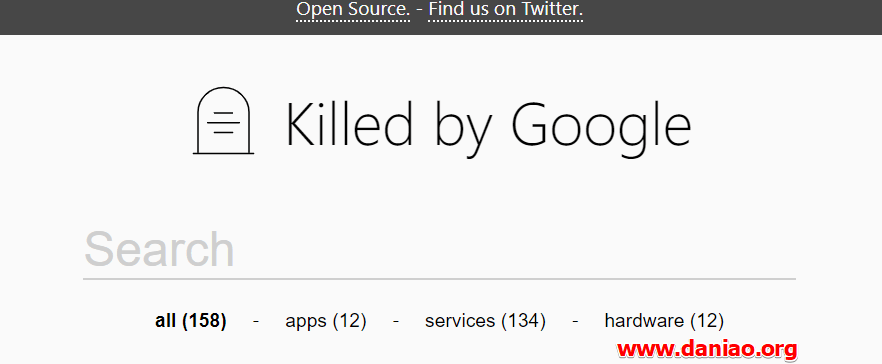 Open Source. - Find us on Twitter.
Killed by Google
Search
all (158) - apps (12) - services (134) - hardware (12)
www.daniao.org